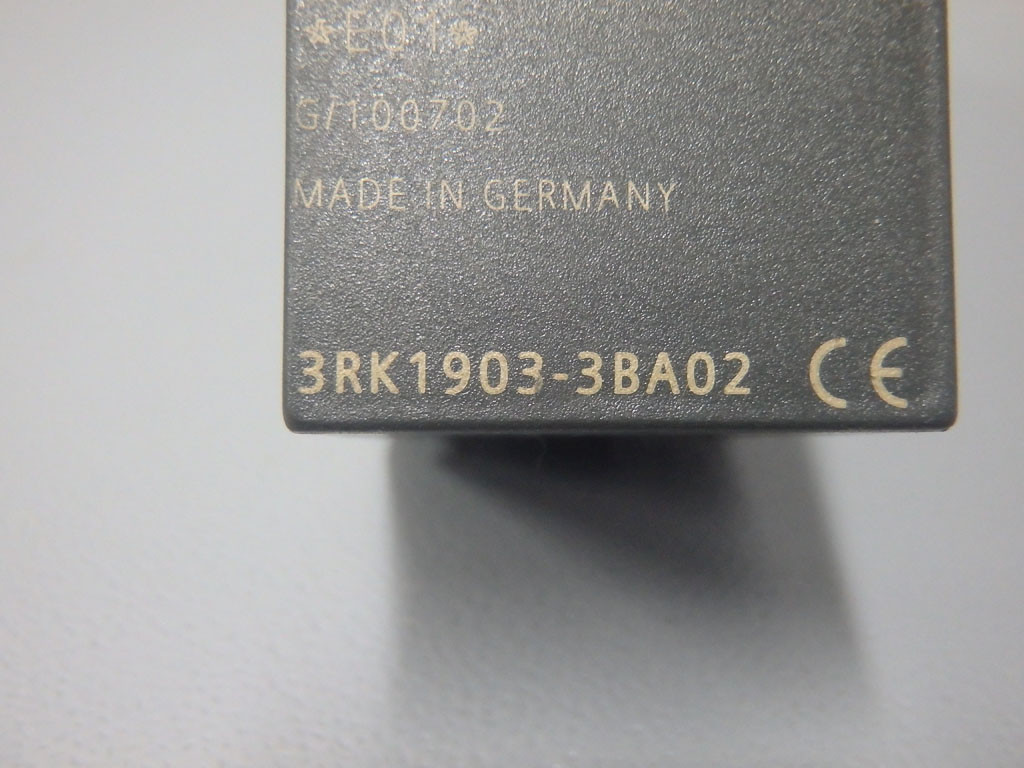 *E01*
G/100702
MADE IN GERMANY
3RK1903-3BA02 CE